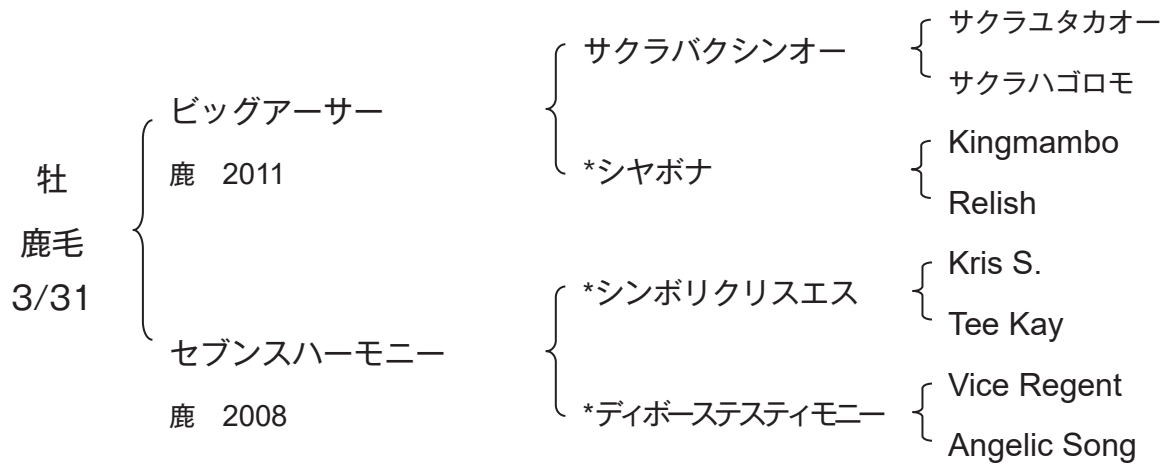 牡
鹿毛
3/31
ビッグアーサー
鹿　2011
セブンスハーモニー
鹿　2008
サクラバクシンオー
*シヤボナ
*シンボリクリスエス
*ディボーステスティモニー
サクラユタカオー
サクラハゴロモ
Kingmambo
Relish
Kris S.
Tee Kay
Vice Regent
Angelic Song